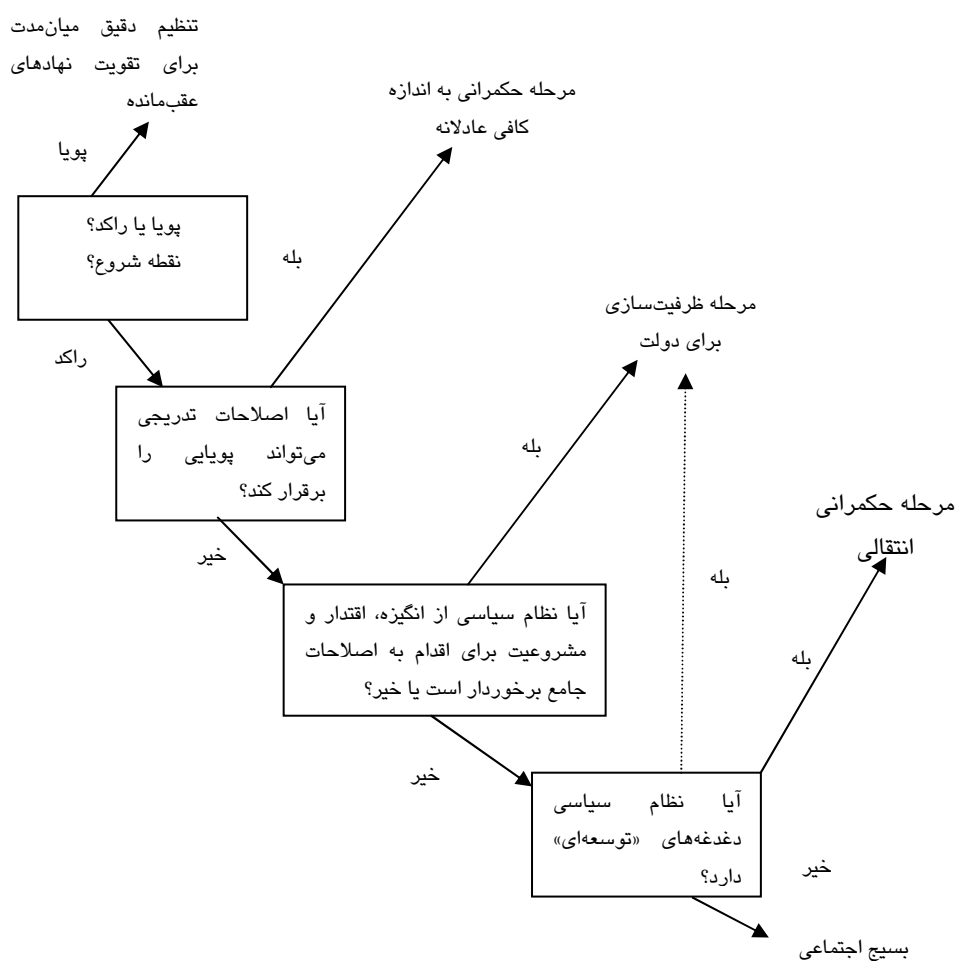 تنظیم دقیق میان‌مدت
برای تقویت نهادهای
عقب‌مانده
پویا
مرحله حکمرانی به اندازه
کافی عادلانه
پویا یا راکد؟
نقطه شروع؟
بله
راکد
مرحله ظرفیت‌سازی
برای دولت
آیا اصلاحات تدریجی
می‌تواند پویایی را
برقرار کند؟
بله
خیر
مرحله حکمرانی
انتقالی
آیا نظام سیاسی از انگیزه، اقتدار و
مشروعیت برای اقدام به اصلاحات
جامع برخوردار است یا خیر؟
بله
بله
خیر
آیا نظام سیاسی
دغدغه‌های «توسعه‌ای»
دارد؟
خیر
بسیج اجتماعی